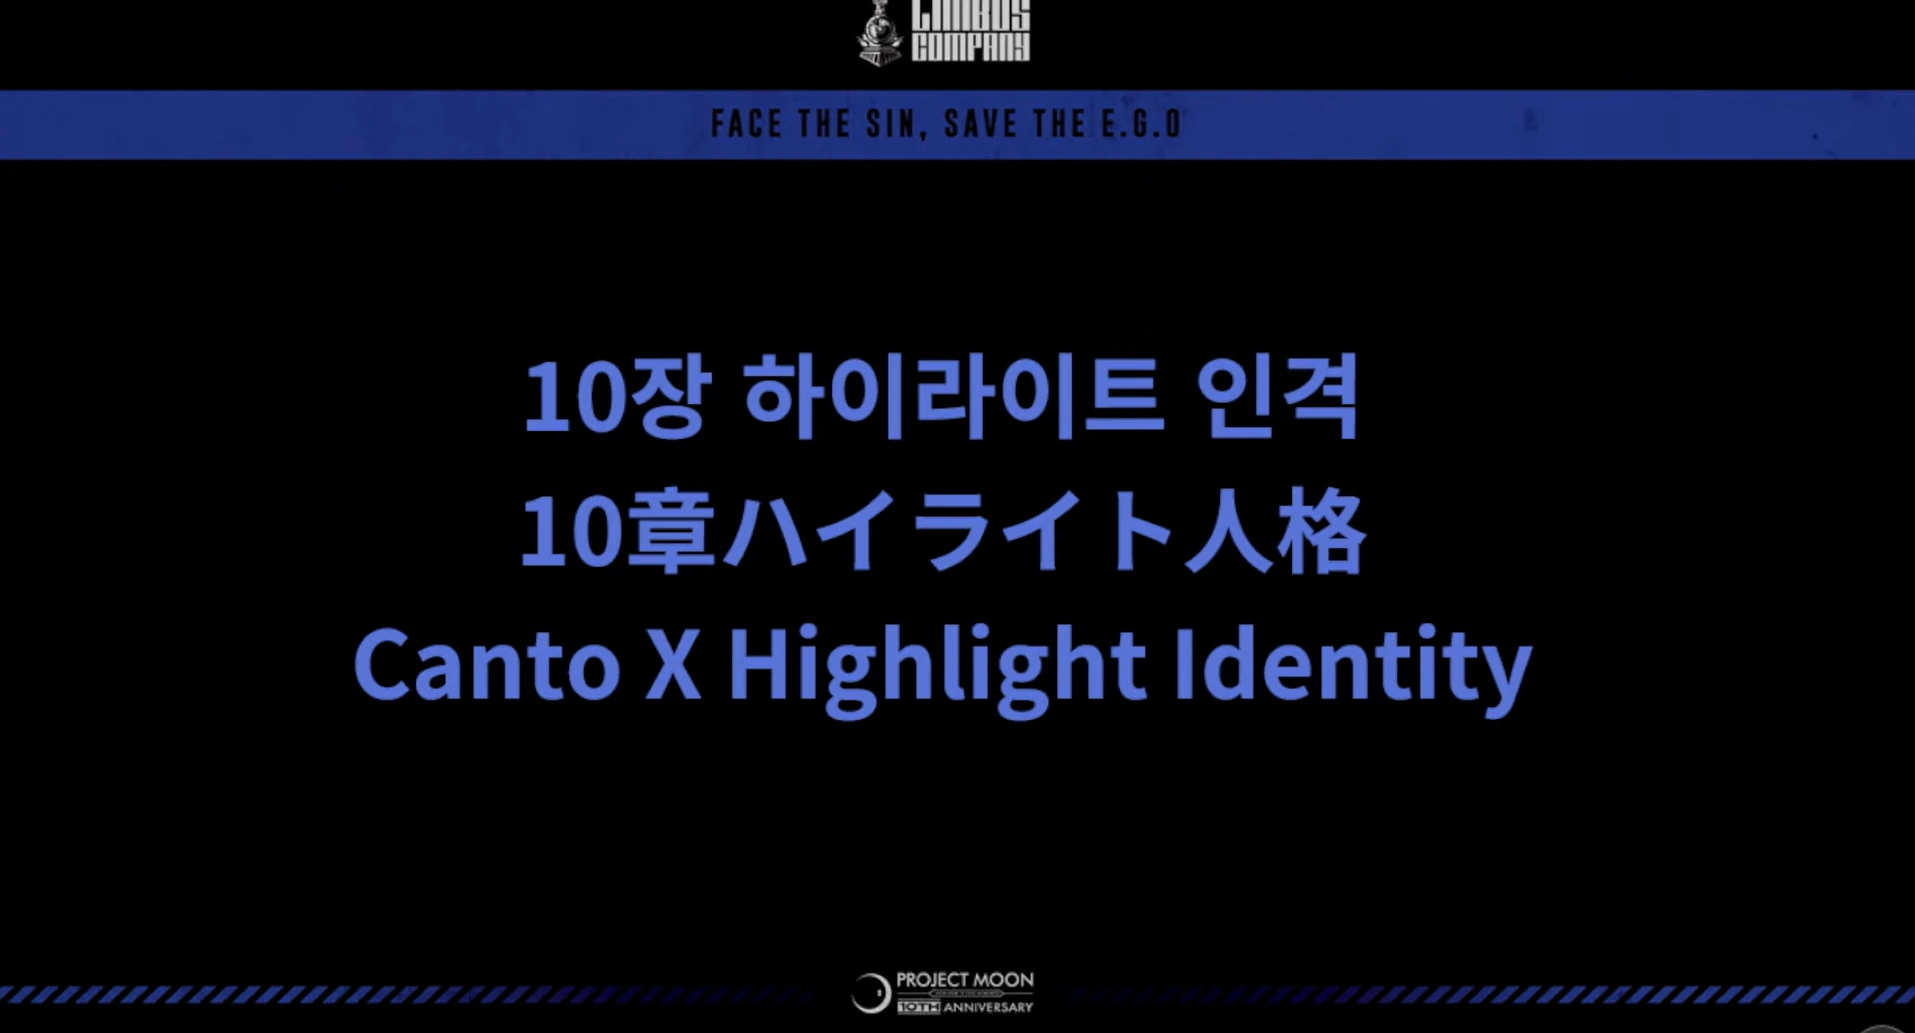 LIMBUS
COMPANY
FACE THE SIN, SAVE THE E.G.O
10장 하이라이트 인격
10章ハイライト人格
Canto X Highlight Identity
PROJECT MOON
10TH ANNIVERSARY